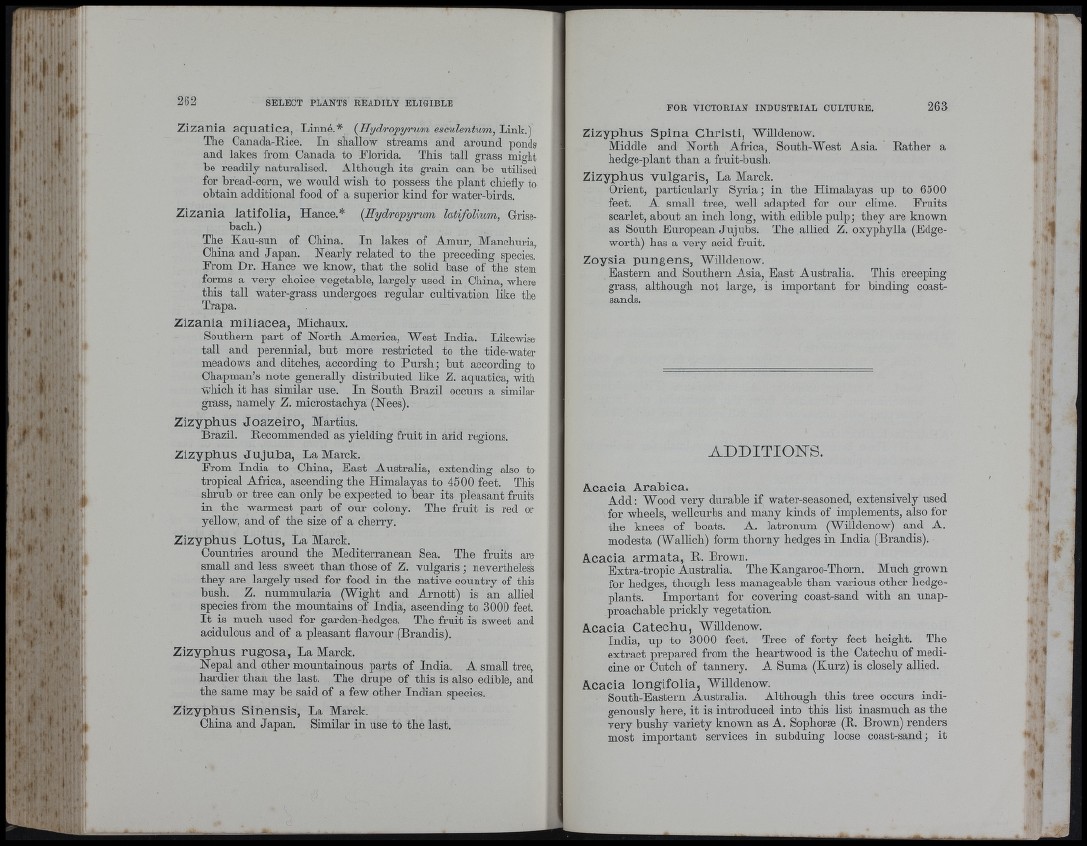 262
SELECT PLANTS READILY ELIGIBLE
Zizania aquatica, Linné.* (Hydropyrum esculentum, Link.)
The Canada-Rice. In shallow streams and around ponds
and lakes from Canada to Florida. This tall grass might
be readily naturalised. Although its grain can be utilised
for bread-corn, we would wish to possess the plant chiefly to
obtain additional food of a superior kind for water-birds.
Zizania latifolia, Hance.* (Hydropyrum latifolium, Grise-
bach.)
The Kau-sun of China. In lakes of Amur, Manchuria,
China and Japan. Nearly related to the preceding species.
From Dr. Hance we know, that the solid base of the stem
forms a very choice vegetable, largely used in China, where
this tall water-grass undergoes regular cultivation like the
Trapa.
Zizania miliacea, Michaux.
Southern part of North America, West India. Likewise
tall and perennial, but more restricted to the tide-water
meadows and ditches, according to Pursh; but according to
Chapman's note generally distributed like Z. aquatica, with
which it has similar use. In South Brazil occurs a similar
grass, namely Z. microstachya (Nees).
Zizyphus Joazeiro, Martius.
Brazil. Recommended as yielding fruit in arid regions.
Zizyphus Jujuba, La Marck.
From India to China, East Australia, extending also to
tropical Africa, ascending the Himalayas to 4500 feet. This
shrub or tree can only be expected to bear its pleasant fruits
in the warmest part of our colony. The fruit is red or
yellow, and of the size of a cherry.
Zizyphus Lotus, La Marck.
Countries around the Mediterranean Sea. The fruits are
small and less sweet than those of Z. vulgaris; nevertheless
they are largely used for food in the native country of this
bush. Z. nummularia (Wight and Arnott) is an allied
species from the mountains of India, ascending to 3000 feet.
It is much used for garden-hedges. The fruit is sweet and
acidulous and of a pleasant flavour (Brandis).
Zizyphus rugosa, La Marck.
Nepal and other mountainous parts of India. A small tree,
hardier than the last. The drupe of this is also edible, and
the same may be said of a few other Indian species.
Zizyphus Sinensis, La Marck.
China and Japan. Similar in use to the last.
FOR VICTORIAN INDUSTRIAL CULTURE.
263
Zizyphus Spina Christi, Willdenow.
Middle and North Africa, South-West Asia. Rather a
hedge-plant than a fruit-bush.
Zizyphus vulgaris, La Marck.
Orient, particularly Syria; in the Himalayas up to 6500
feet. A small tree, well adapted for our clime. Fruits
scarlet, about an inch long, with edible pulp; they are known
as South European Jujubs. The allied Z. oxyphylla (Edge-
worth) has a very acid fruit.
Zoysia pungens, Willdenow.
Eastern and Southern Asia, East Australia. This creeping
grass, although not large, is important for binding coast-
sands.
ADDITIONS.
Acacia Arabica.
Add: Wood very durable if water-seasoned, extensively used
for wheels, wellcurbs and many kinds of implements, also for
the knees of boats. A. latronum (Willdenow) and A.
modesta (Wallich) form thorny hedges in India (Brandis).
Acacia armata, R. Brown.
Extra-tropic Australia. The Kangaroo-Thorn. Much grown
for hedges, though less manageable than various other hedge-
plants. Important for covering coast-sand with an unap-
proachable prickly vegetation.
Acacia Catechu, Willdenow.
India, up to 3000 feet. Tree of forty feet height. The
extract prepared from the heartwood is the Catechu of medi-
cine or Cutch of tannery. A Suma (Kurz) is closely allied.
Acacia longifolia, Willdenow.
South-Eastern Australia. Although this tree occurs indi-
genously here, it is introduced into this list inasmuch as the
very bushy variety known as A. Sophoræ (R. Brown) renders
most important services in subduing loose coast-sand; it